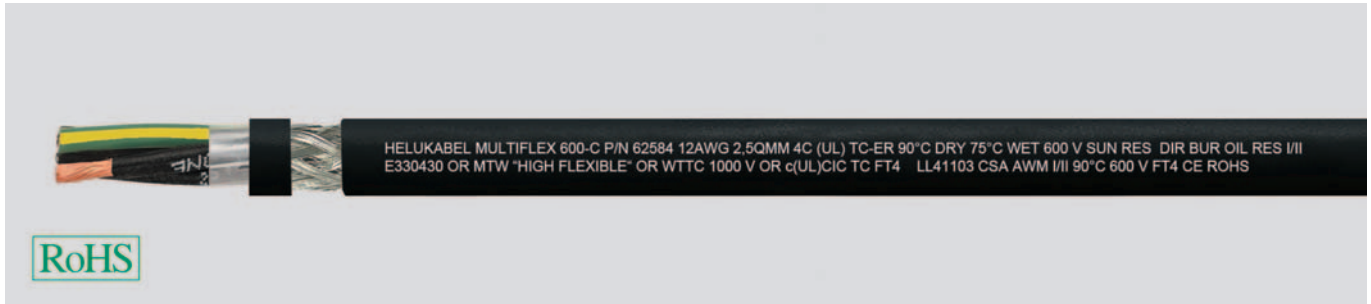 HELUKABEL MULTIFLEX 600-C P/N 62584 12AWG 2,5QMM 4C (UL) TC-ER 90°C DRY 75°C WET 600 V SUN RES DIR BUR OIL RES I/II
E330430 OR MTW "HIGH FLEXIBLE" OR WTTC 1000 V OR c(UL)CIC TC FT4 LL41103 CSA AWM I/II 90°C 600 V FT4 CE ROHS
RoHS